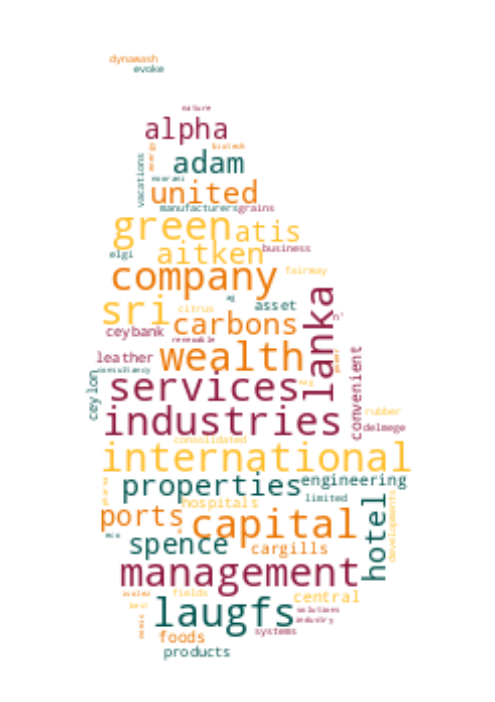 dynawash
evoke
nature
alpha
biotech
adam
vacations
united
manufacturers grains
green atis
aitken business
elgi
company fairway
sri citrus asset
lanka
carbons
ceybank
renewable
leather wealth
consultancy
convenient
ceylon services
rubber
industries delmege
consolidated
international
properties engineering
hospitals limited
developments
ports capital
hotel
spence cargills
management
fields central
laugfs solutions
industry
foods systems
products